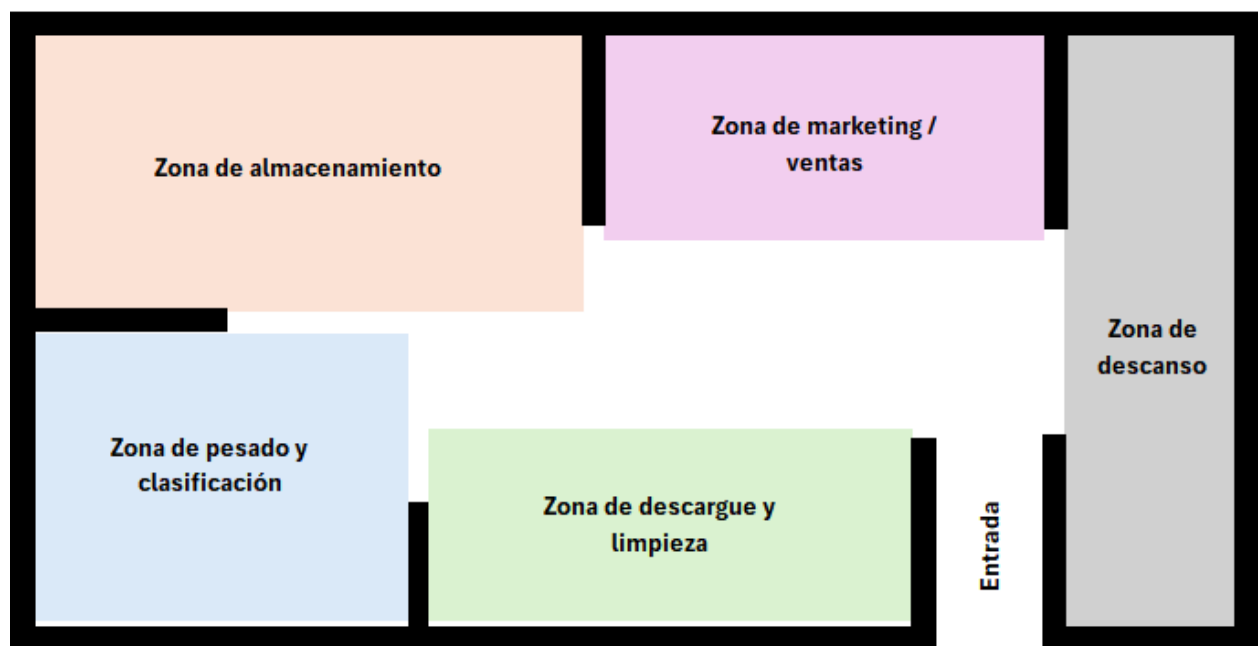 Zona de almacenamiento
Zona de marketing /
ventas
Zona de
descanso
Zona de pesado y
clasificación
Zona de descargue y
limpieza
Entrada